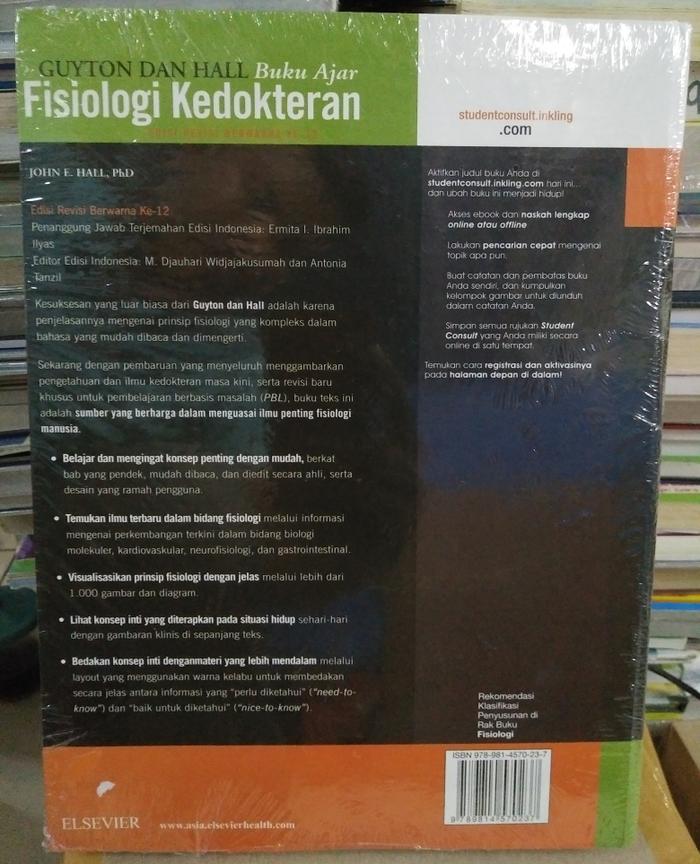 GUYTON DAN HALL Buku Ajar
Fisiologi Kedokteran
EDISI REVISI BERWARNA KE-12
JOHN E. HALL, PhD
Edisi Revisi Berwarna Ke-12
Penanggung Jawab Terjemahan Edisi Indonesia: Ermita I. Ibrahim
Ilyas
Editor Edisi Indonesia: M. Djauhari Widjajakusumah dan Antonia
Tanzil
Kesuksesan yang luar biasa dari Guyton dan Hall adalah karena
penjelasannya mengenai prinsip fisiologi yang kompleks dalam
bahasa yang mudah dibaca dan dimengerti.
Sekarang dengan pembaruan yang menyeluruh menggambarkan
pengetahuan dan ilmu kedokteran masa kini, serta revisi baru
khusus untuk pembelajaran berbasis masalah (PBL), buku teks ini
adalah sumber yang berharga dalam menguasai ilmu penting fisiologi
manusia.
• Belajar dan mengingat konsep penting dengan mudah, berkat
bab yang pendek, mudah dibaca, dan diedit secara ahli, serta
desain yang ramah pengguna.
• Temukan ilmu terbaru dalam bidang fisiologi melalui informasi
mengenai perkembangan terkini dalam bidang biologi
molekuler, kardiovaskular, neurofisiologi, dan gastrointestinal.
• Visualisasikan prinsip fisiologi dengan jelas melalui lebih dari
1.000 gambar dan diagram.
• Lihat konsep inti yang diterapkan pada situasi hidup sehari-hari
dengan gambaran klinis di sepanjang teks.
• Bedakan konsep inti denganmateri yang lebih mendalam melalui
layout yang menggunakan warna kelabu untuk membedakan
secara jelas antara informasi yang "perlu diketahui" ("need-to-
know") dan "baik untuk diketahui" ("nice-to-know").
ELSEVIER
www.asia.elsevierhealth.com
studentconsult.inkling
.com
Aktifkan judul buku Anda di
studentconsult.inkling.com hari ini...
dan ubah buku ini menjadi hidup!
Akses ebook dan naskah lengkap
online atau offline
Lakukan pencarian cepat mengenai
topik apa pun.
Buat catatan dan pembatas buku
Anda sendiri, dan kumpulkan
kelompok gambar untuk diunduh
dalam catatan Anda.
Simpan semua rujukan Student
Consult yang Anda miliki secara
online di satu tempat.
Temukan cara registrasi dan aktivasinya
pada halaman depan di dalam!
Rekomendasi
Klasifikasi
Penyusunan di
Rak Buku
Fisiologi
ISBN 978-981-4570-23-7
9 789814 570237